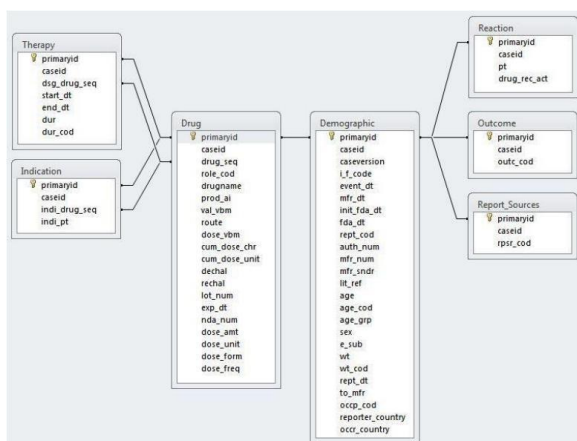 Therapy
primaryid
caseid
dsg_drug_seq
start_dt
end_dt
dur
dur_cod
Indication
primaryid
caseid
indi_drug_seq
indi_pt
Drug
primaryid
caseid
drug_seq
role_cod
drugname
prod_ai
val_vbm
route
dose_vbm
cum_dose_chr
cum_dose_unit
dechal
rechal
lot_num
exp_dt
nda_num
dose_amt
dose_unit
dose_form
dose_freq
Demographic
primaryid
caseid
caseversion
i_f_code
event_dt
mfr_dt
init_fda_dt
fda_dt
rept_cod
auth_num
mfr_num
mfr_sndr
lit_ref
age
age_cod
age_grp
sex
e_sub
wt
wt_cod
rept_dt
to_mfr
occp_cod
reporter_country
occr_country
Reaction
primaryid
caseid
pt
drug_rec_act
Outcome
primaryid
caseid
outc_cod
Report_Sources
primaryid
caseid
rpsr_cod